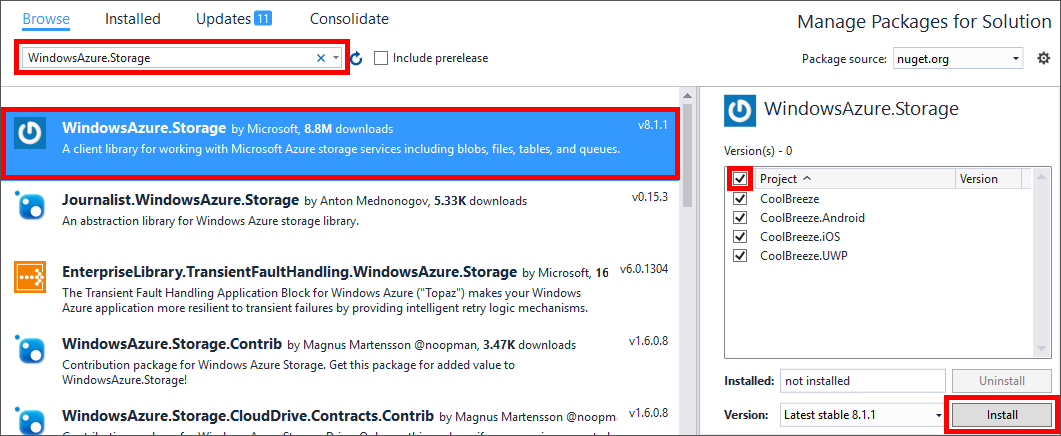 Browse Installed Updates 11 Consolidate
Manage Packages for Solution
WindowsAzure.Storage
Include prerelease
Package source: nuget.org
WindowsAzure.Storage by Microsoft, 8.8M downloads v8.1.1
A client library for working with Microsoft Azure storage services including blobs, files, tables, and queues.
Journalist.WindowsAzure.Storage by Anton Mednonogov, 5.33K downloads v0.15.3
An abstraction library for Windows Azure storage library.
EnterpriseLibrary.TransientFaultHandling.WindowsAzure.Storage by Microsoft, 16 v6.0.1304
The Transient Fault Handling Application Block for Windows Azure ("Topaz") makes your Windows
Azure application more resilient to transient failures by providing intelligent retry logic mechanisms.
WindowsAzure.Storage.Contrib by Magnus Martensson @noopman, 3.47K downloads v1.6.0.8
Contribution package for Windows Azure Storage. Get this package for added value to
WindowsAzure.Storage!
WindowsAzure.Storage.CloudDrive.Contracts.Contrib by Magnus Martensson @noopm v1.6.0.8
WindowsAzure.Storage
Version(s) - 0
Project Version
CoolBreeze
CoolBreeze.Android
CoolBreeze.iOS
CoolBreeze.UWP
Installed: not installed Uninstall
Version: Latest stable 8.1.1 Install